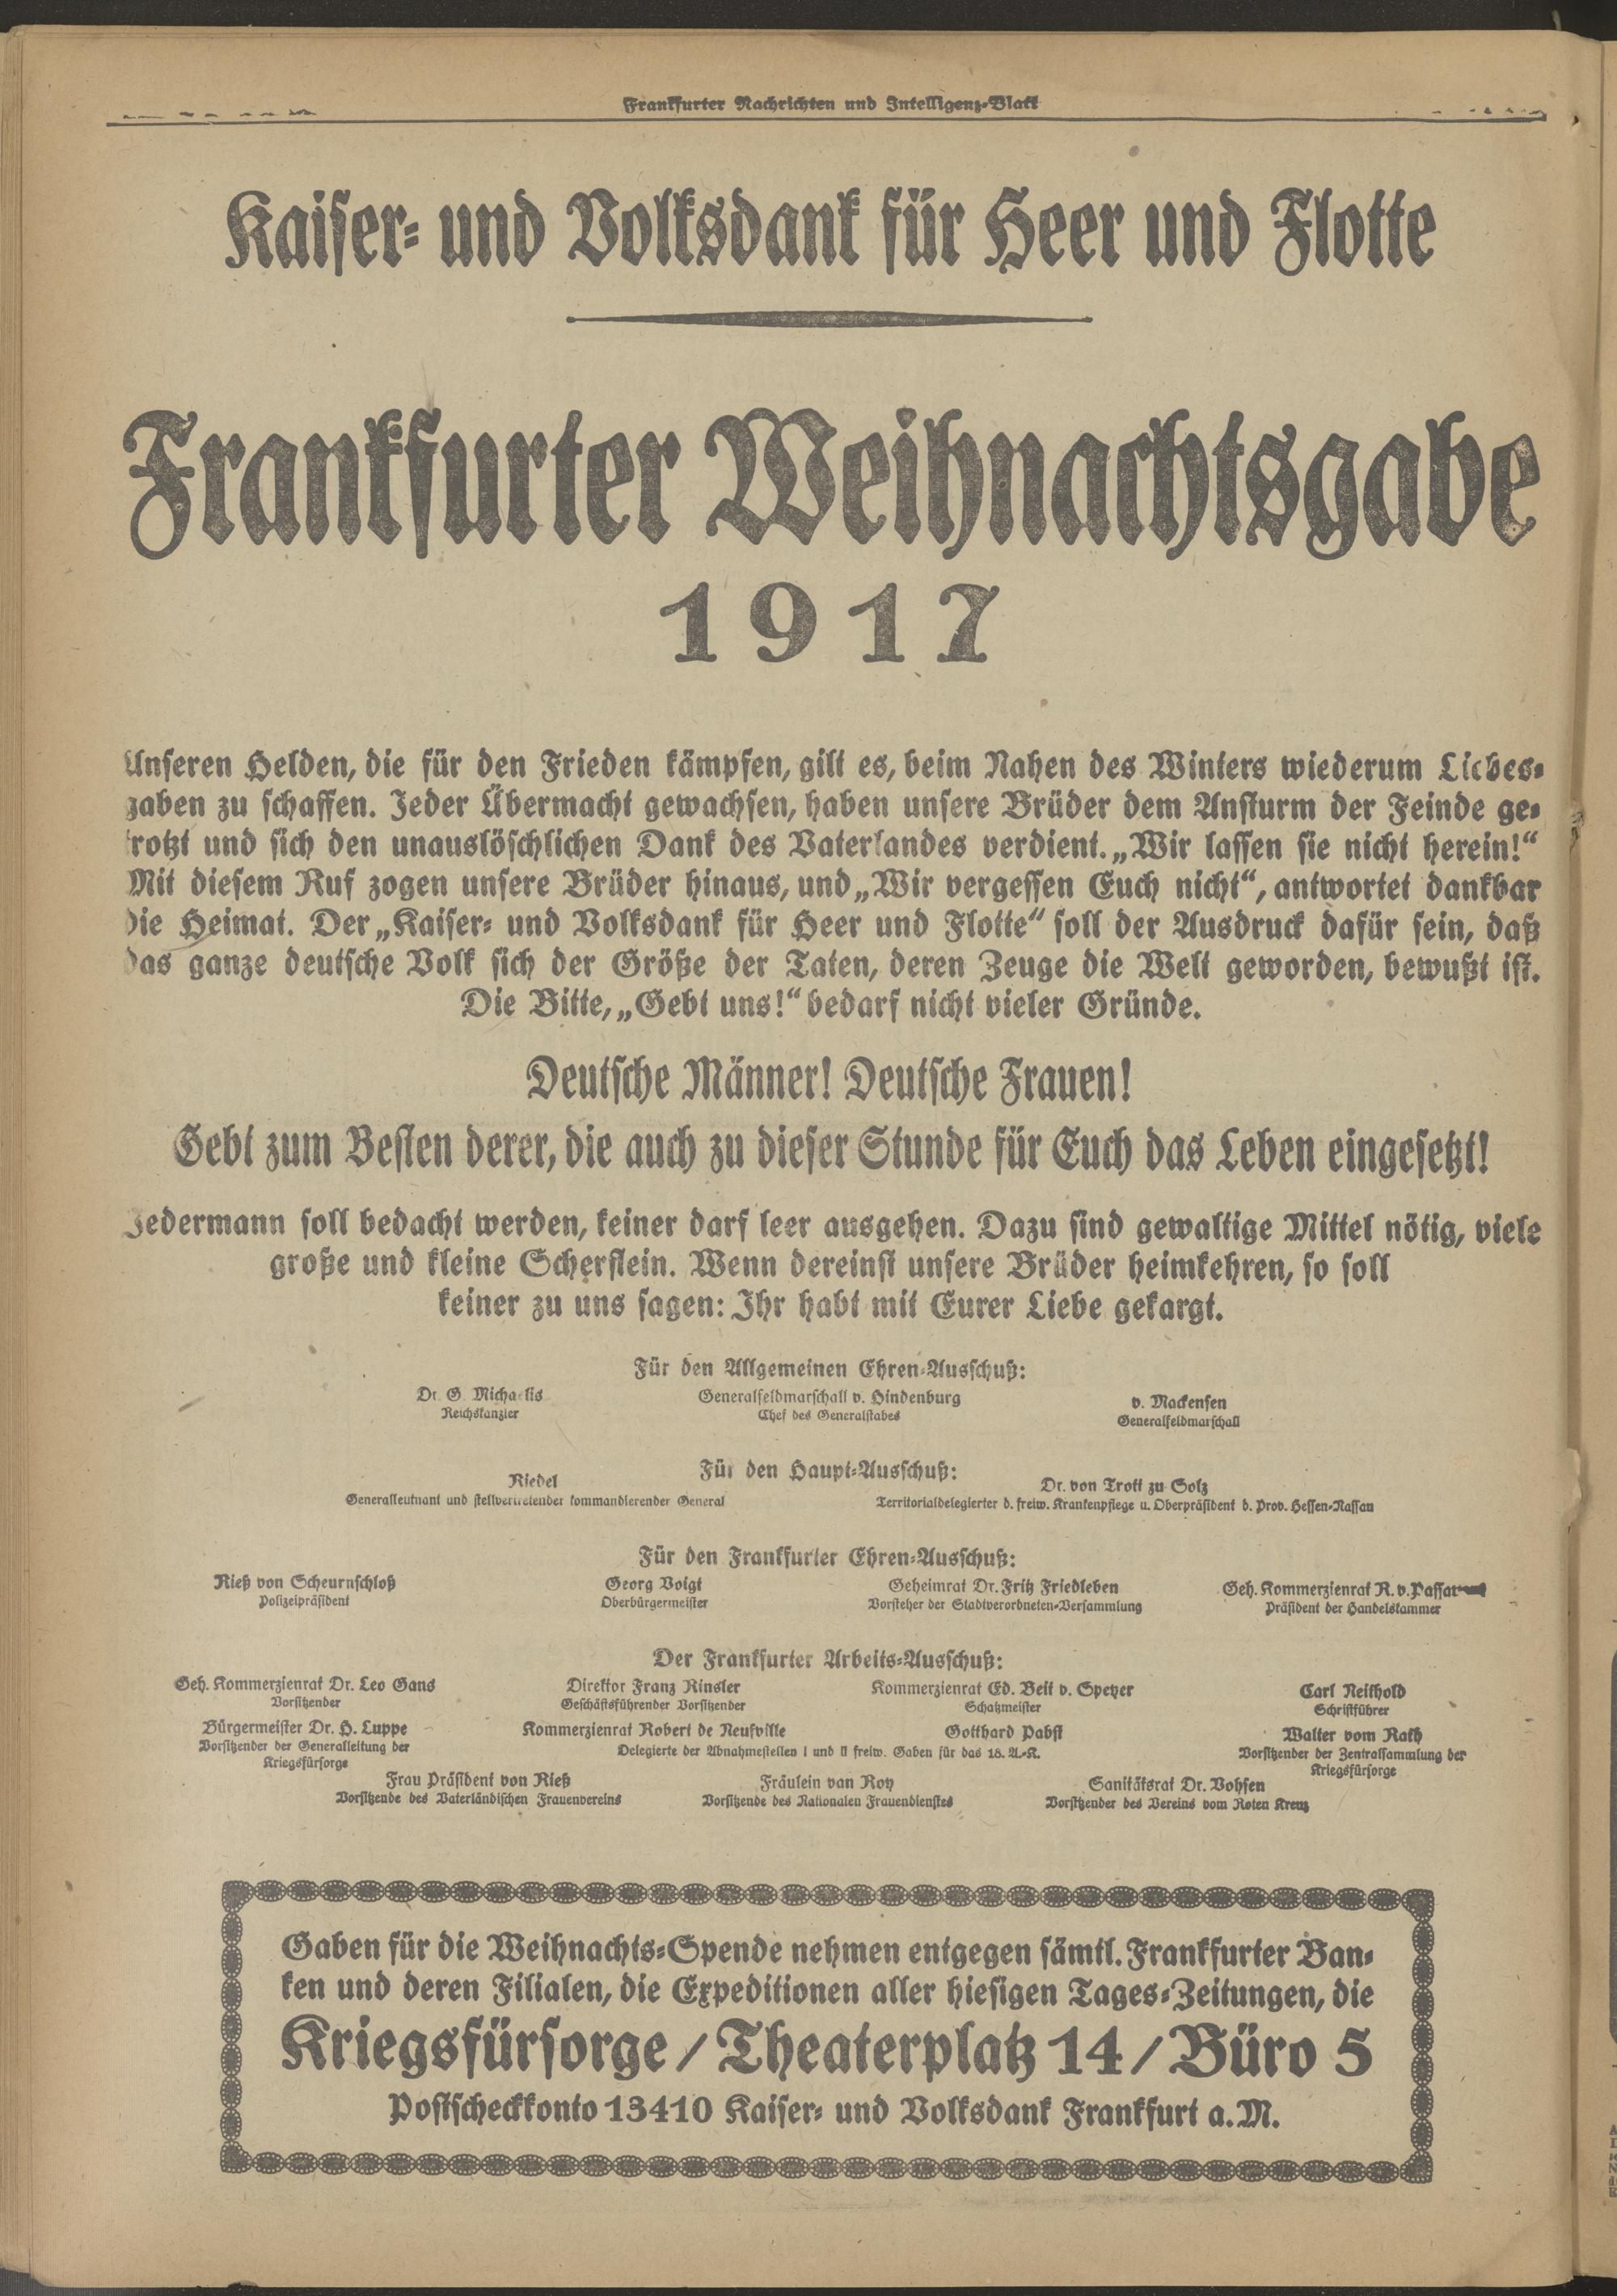 Frankfurter Nachrichten und Intelligenz-Blatt
Kaiser- und Volksdank für Heer und Flotte
Frankfurter Weihnachtsgabe
1917
Unseren Helden, die für den Frieden kämpfen, gilt es, beim Nahen des Winters wiederum Liebes-
gaben zu schaffen. Jeder Übermacht gewachsen, haben unsere Brüder dem Ansturm der Feinde ge-
trotzt und sich den unauslöschlichen Dank des Vaterlandes verdient. „Wir lassen sie nicht herein!“
Mit diesem Ruf zogen unsere Brüder hinaus, und „Wir vergessen Euch nicht“, antwortet dankbar
die Heimat. Der „Kaiser- und Volksdank für Heer und Flotte“ soll der Ausdruck dafür sein, daß
das ganze deutsche Volk sich der Größe der Taten, deren Zeuge die Welt geworden, bewußt ist.
Die Bitte, „Gebt uns!“ bedarf nicht vieler Gründe.
Deutsche Männer! Deutsche Frauen!
Gebt zum Besten derer, die auch zu dieser Stunde für Euch das Leben eingesetzt!
Jedermann soll bedacht werden, keiner darf leer ausgehen. Dazu sind gewaltige Mittel nötig, viele
große und kleine Scherflein. Wenn dereinst unsere Brüder heimkehren, so soll
keiner zu uns sagen: Ihr habt mit Eurer Liebe gekargt.
Für den Allgemeinen Ehren-Ausschuß:
Dr. G. Michaelis Generalfeldmarschall v. Hindenburg v. Mackensen
Reichskanzler Chef des Generalstabes Generalfeldmarschall
Für den Haupt-Ausschuß:
Riedel Dr. von Trott zu Solz
Generalleutnant und stellvertretender kommandierender General Territorialdelegierter d. freiw. Krankenpflege u. Oberpräsident d. Prov. Hessen-Nassau
Für den Frankfurter Ehren-Ausschuß:
Rieß von Scheurnschloß Georg Voigt Geheimrat Dr. Fritz Friedleben Geh. Kommerzienrat R. v. Passavant
Polizeipräsident Oberbürgermeister Vorsteher der Stadtverordneten-Versammlung Präsident der Handelskammer
Der Frankfurter Arbeits-Ausschuß:
Geh. Kommerzienrat Dr. Leo Gans Direktor Franz Rinsler Kommerzienrat Ed. Beit v. Speyer Carl Neithold
Vorsitzender Geschäftsführender Vorsitzender Schatzmeister Schriftführer
Bürgermeister Dr. H. Luppe Kommerzienrat Robert de Neufville Gotthard Pabst Walter vom Rath
Vorsitzender der Generalleitung der Delegierte der Abnahmestellen I und II freiw. Gaben für das 18. A.-K. Vorsitzender der Zentralsammlung der
Kriegsfürsorge Kriegsfürsorge
Frau Präsident von Rieß Fräulein van Roy Sanitätsrat Dr. Vohsen
Vorsitzende des Vaterländischen Frauenvereins Vorsitzende des Nationalen Frauendienstes Vorsitzender des Vereins vom Roten Kreuz
Gaben für die Weihnachts-Spende nehmen entgegen sämtl. Frankfurter Ban-
ken und deren Filialen, die Expeditionen aller hiesigen Tages-Zeitungen, die
Kriegsfürsorge / Theaterplatz 14 / Büro 5
Postscheckkonto 13410 Kaiser- und Volksdank Frankfurt a. M.